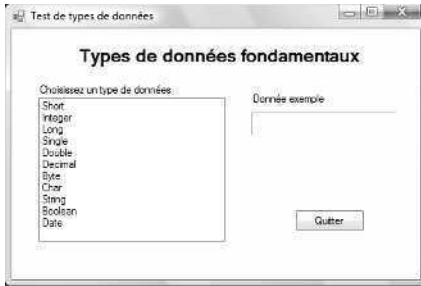 Test de types de données
Types de données fondamentaux
Choisissez un type de données
Short
Integer
Long
Single
Double
Decimal
Byte
Char
String
Boolean
Date
Donnée exemple
Quitter